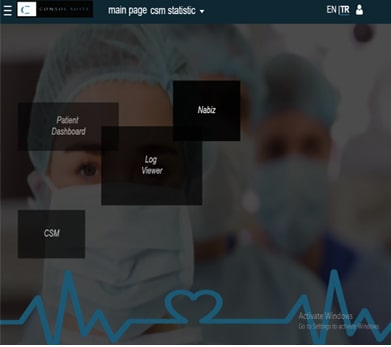 C CONSOL SUITE
main page csm statistic
EN |TR
Nabiz
Patient
Dashboard
Log
Viewer
CSM
Activate Windows
Go to Settings to activate Windows.